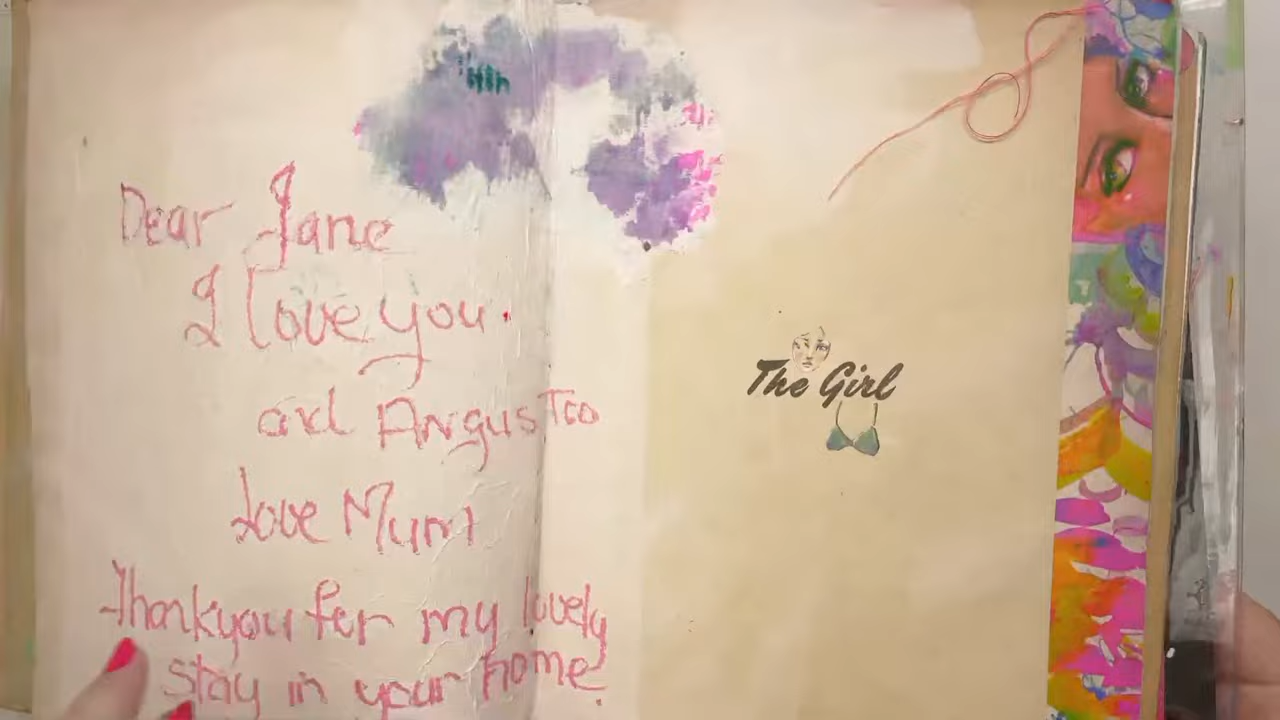 Dear Jane
I love you.
and Angus Too
Love Mum
Thankyou for my lovely
stay in your home.
The Girl